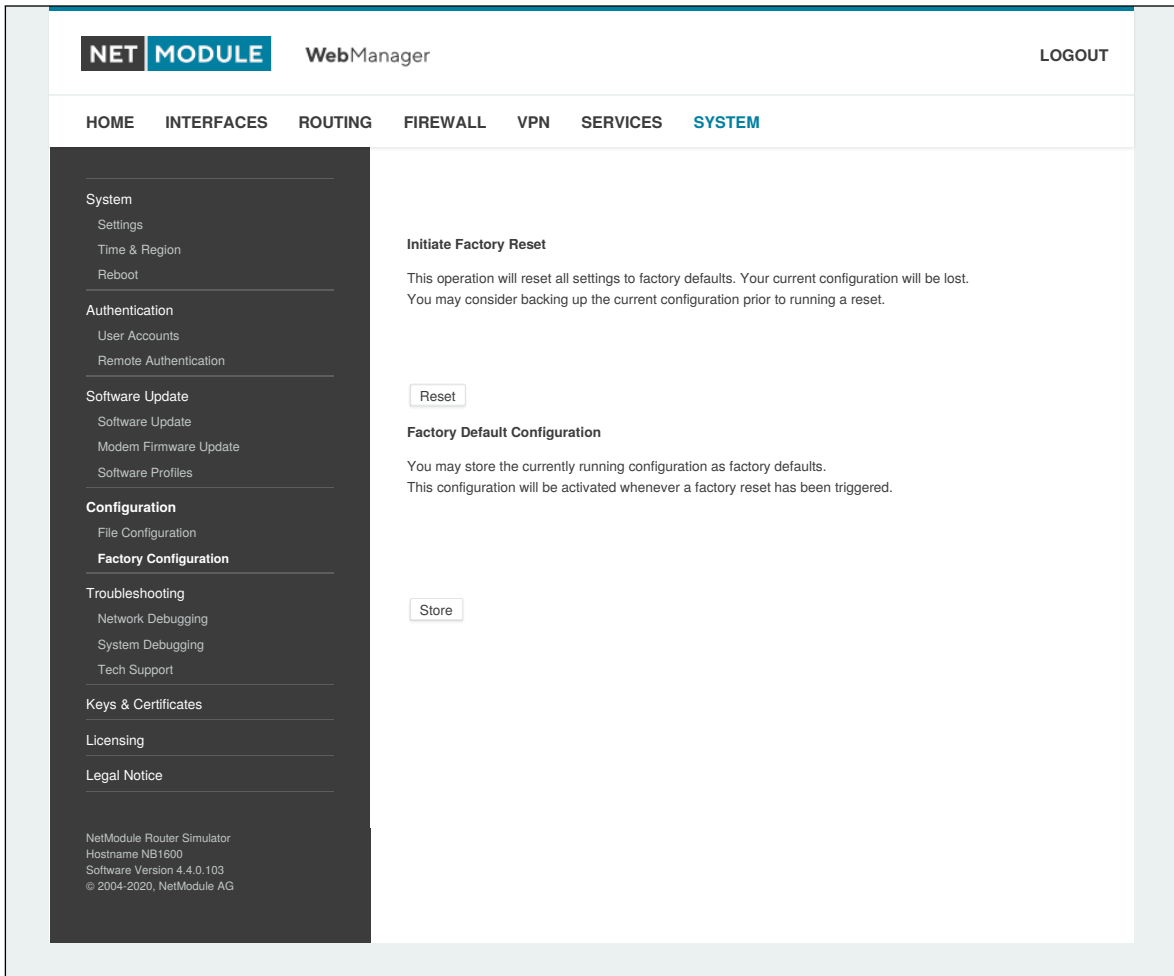 NET MODULE WebManager LOGOUT
HOME INTERFACES ROUTING FIREWALL VPN SERVICES SYSTEM
System
Settings
Time & Region
Reboot
Authentication
User Accounts
Remote Authentication
Software Update
Software Update
Modem Firmware Update
Software Profiles
Configuration
File Configuration
Factory Configuration
Troubleshooting
Network Debugging
System Debugging
Tech Support
Keys & Certificates
Licensing
Legal Notice
NetModule Router Simulator
Hostname NB1600
Software Version 4.4.0.103
© 2004-2020, NetModule AG
Initiate Factory Reset
This operation will reset all settings to factory defaults. Your current configuration will be lost.
You may consider backing up the current configuration prior to running a reset.
Reset
Factory Default Configuration
You may store the currently running configuration as factory defaults.
This configuration will be activated whenever a factory reset has been triggered.
Store